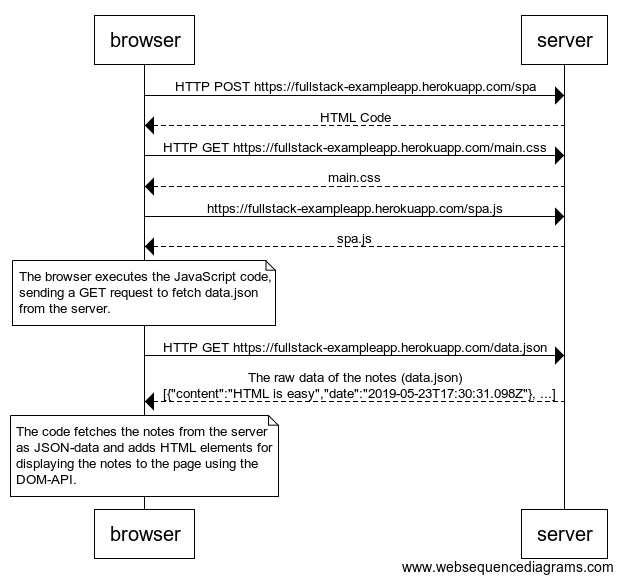 browser server
HTTP POST https://fullstack-exampleapp.herokuapp.com/spa
HTML Code
HTTP GET https://fullstack-exampleapp.herokuapp.com/main.css
main.css
https://fullstack-exampleapp.herokuapp.com/spa.js
spa.js
The browser executes the JavaScript code,
sending a GET request to fetch data.json
from the server.
HTTP GET https://fullstack-exampleapp.herokuapp.com/data.json
The raw data of the notes (data.json)
[{"content":"HTML is easy","date":"2019-05-23T17:30:31.098Z"}, ...]
The code fetches the notes from the server
as JSON-data and adds HTML elements for
displaying the notes to the page using the
DOM-API.
browser server
www.websequencediagrams.com